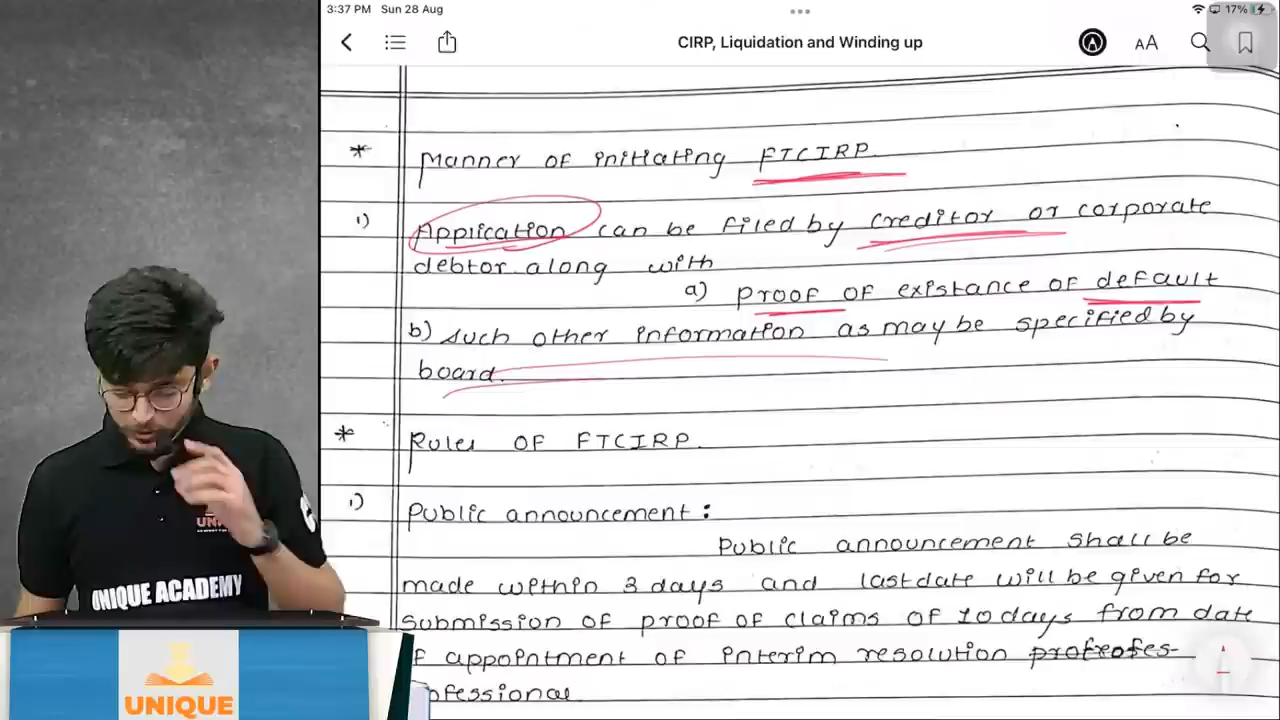 3:37 PM Sun 28 Aug
17%
CIRP, Liquidation and Winding up
AA
* Manner of initiating FTCIRP.
1) Application can be filed by creditor or corporate
debtor along with
a) Proof of existance of default
b) such other information as may be specified by
board.
* Rules of FTCIRP.
1) Public announcement:
Public announcement shall be
made within 3 days and last date will be given for
submission of proof of claims of 10 days from date
f appointment of interim resolution
ofessional
UNIQUE ACADEMY
UNIQUE